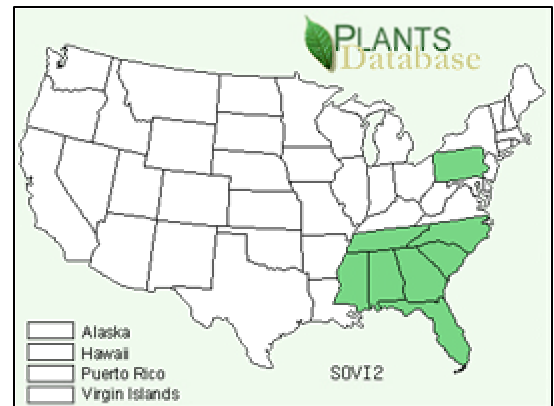 PLANTS
Database
Alaska
Hawaii
Puerto Rico
Virgin Islands
SOVI2